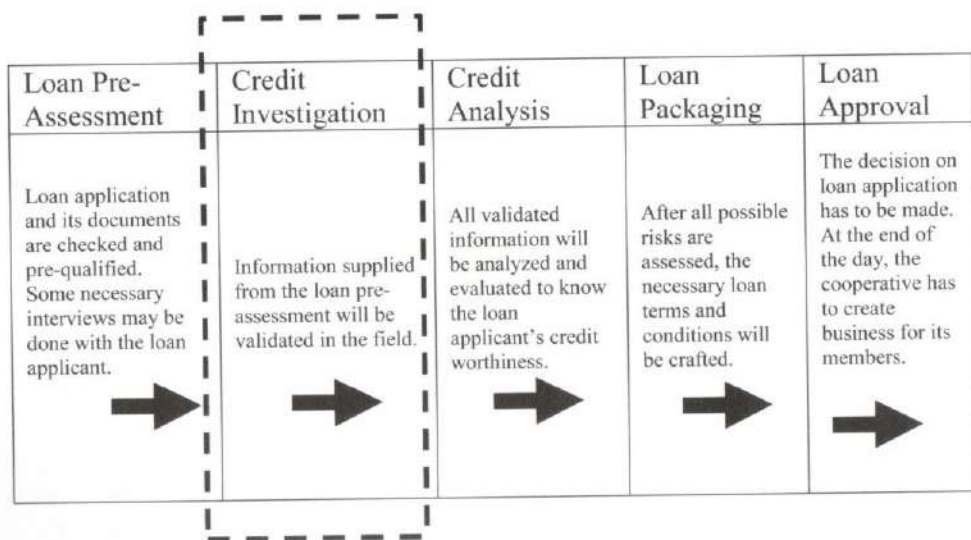 Loan Pre-
Assessment
Loan application
and its documents
are checked and
pre-qualified.
Some necessary
interviews may be
done with the loan
applicant.
Credit
Investigation
Information supplied
from the loan pre-
assessment will be
validated in the field.
Credit
Analysis
All validated
information will
be analyzed and
evaluated to know
the loan
applicant's credit
worthiness.
Loan
Packaging
After all possible
risks are
assessed, the
necessary loan
terms and
conditions will
be crafted.
Loan
Approval
The decision on
loan application
has to be made.
At the end of
the day, the
cooperative has
to create
business for its
members.